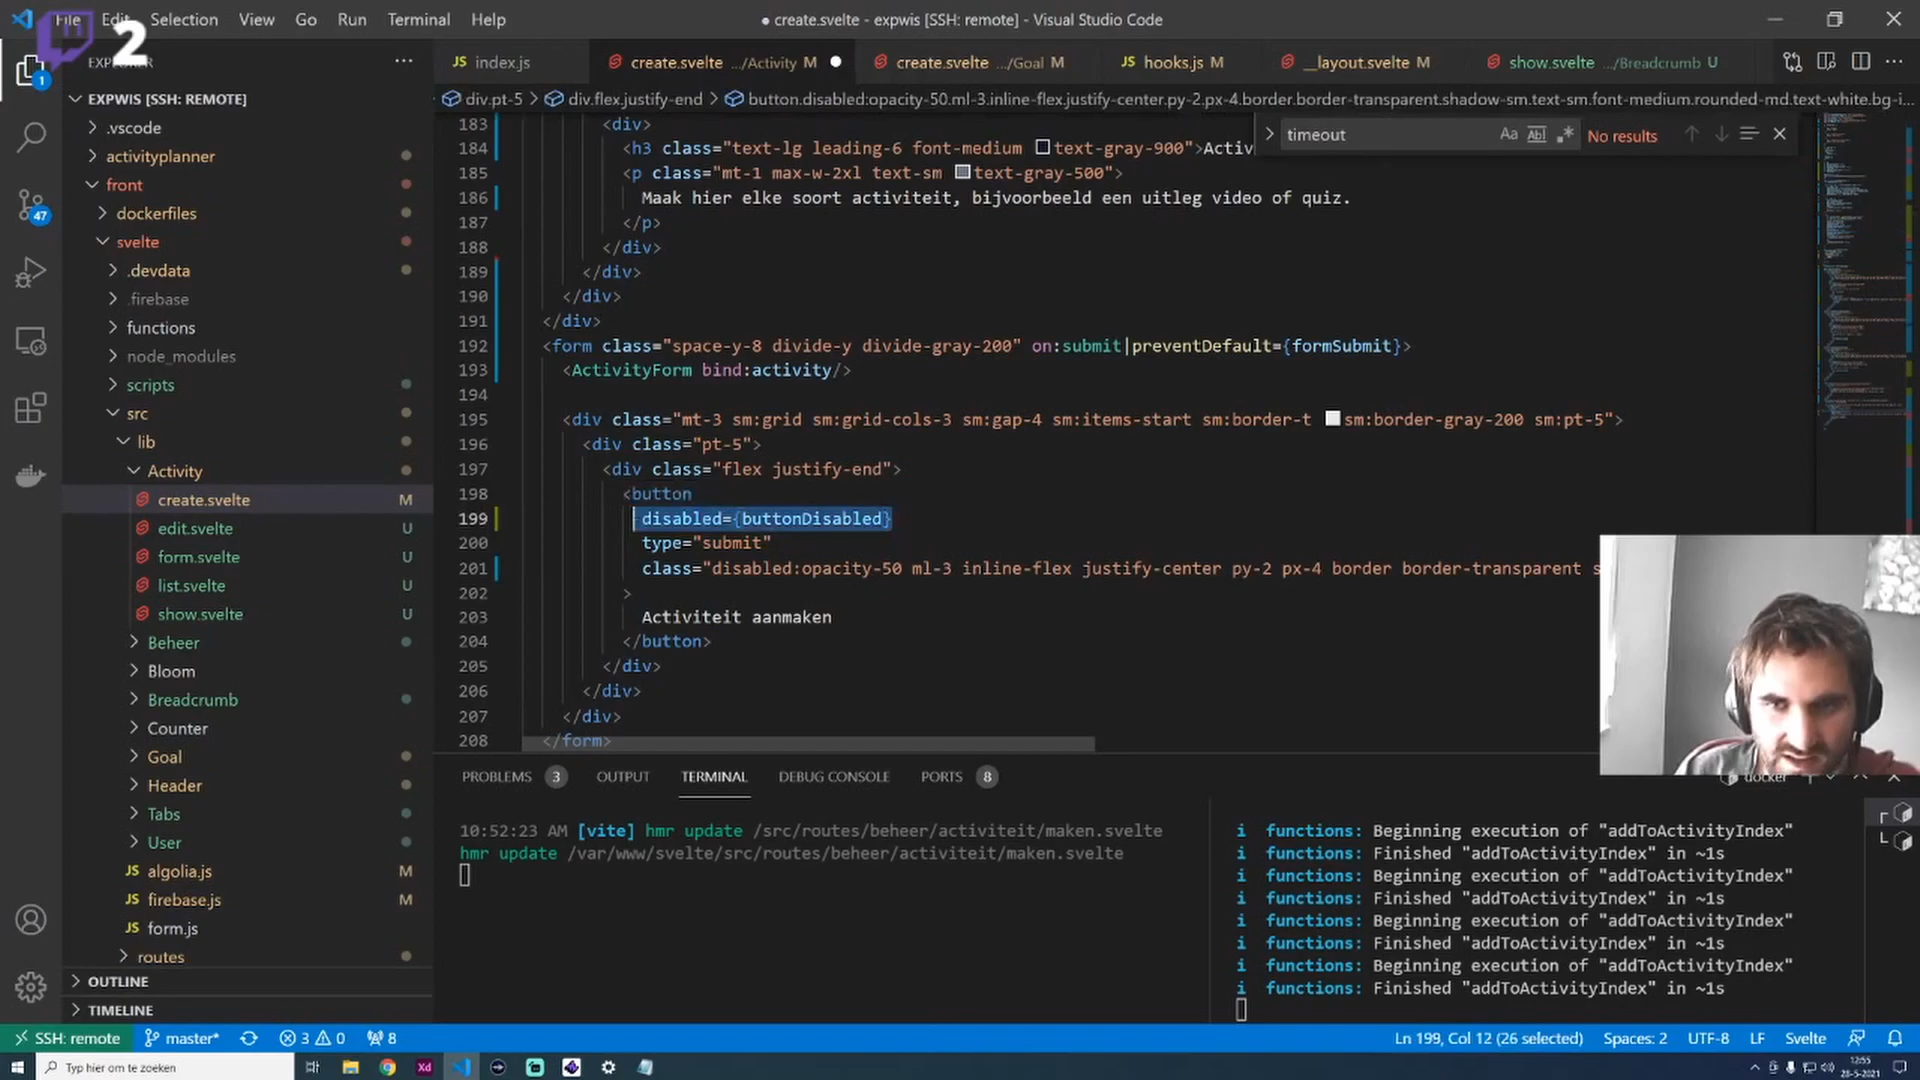 File Edit Selection View Go Run Terminal Help
● create.svelte - expwis [SSH: remote] - Visual Studio Code
2
EXPLORER
index.js
create.svelte .../Activity M
create.svelte .../Goal M
hooks.js M
__layout.svelte M
show.svelte .../Breadcrumb U
div.pt-5 > div.flex.justify-end > button.disabled:opacity-50.ml-3.inline-flex.justify-center.py-2.px-4.border.border-transparent.shadow-sm.text-sm.font-medium.rounded-md.text-white.bg-i...
timeout
No results
1
47
EXPWIS [SSH: REMOTE]
.vscode
activityplanner
front
dockerfiles
svelte
.devdata
.firebase
functions
node_modules
scripts
src
lib
Activity
create.svelte M
edit.svelte U
form.svelte U
list.svelte U
show.svelte U
Beheer
Bloom
Breadcrumb
Counter
Goal
Header
Tabs
User
algolia.js M
firebase.js M
form.js
routes
OUTLINE
TIMELINE
183 <div>
184 <h3 class="text-lg leading-6 font-medium text-gray-900">Activ
185 <p class="mt-1 max-w-2xl text-sm text-gray-500">
186 Maak hier elke soort activiteit, bijvoorbeeld een uitleg video of quiz.
187 </p>
188 </div>
189 </div>
190 </div>
191 </div>
192 <form class="space-y-8 divide-y divide-gray-200" on:submit|preventDefault={formSubmit}>
193 <ActivityForm bind:activity/>
194
195 <div class="mt-3 sm:grid sm:grid-cols-3 sm:gap-4 sm:items-start sm:border-t sm:border-gray-200 sm:pt-5">
196 <div class="pt-5">
197 <div class="flex justify-end">
198 <button
199 disabled={buttonDisabled}
200 type="submit"
201 class="disabled:opacity-50 ml-3 inline-flex justify-center py-2 px-4 border border-transparent s
202 >
203 Activiteit aanmaken
204 </button>
205 </div>
206 </div>
207 </div>
208 </form>
PROBLEMS 3 OUTPUT TERMINAL DEBUG CONSOLE PORTS 8
docker
10:52:23 AM [vite] hmr update /src/routes/beheer/activiteit/maken.svelte
hmr update /var/www/svelte/src/routes/beheer/activiteit/maken.svelte
i functions: Beginning execution of "addToActivityIndex"
i functions: Finished "addToActivityIndex" in ~1s
i functions: Beginning execution of "addToActivityIndex"
i functions: Finished "addToActivityIndex" in ~1s
i functions: Beginning execution of "addToActivityIndex"
i functions: Finished "addToActivityIndex" in ~1s
i functions: Beginning execution of "addToActivityIndex"
i functions: Finished "addToActivityIndex" in ~1s
SSH: remote master* 3 0 8
Ln 199, Col 12 (26 selected) Spaces: 2 UTF-8 LF Svelte
Typ hier om te zoeken
12:55
28-5-2021